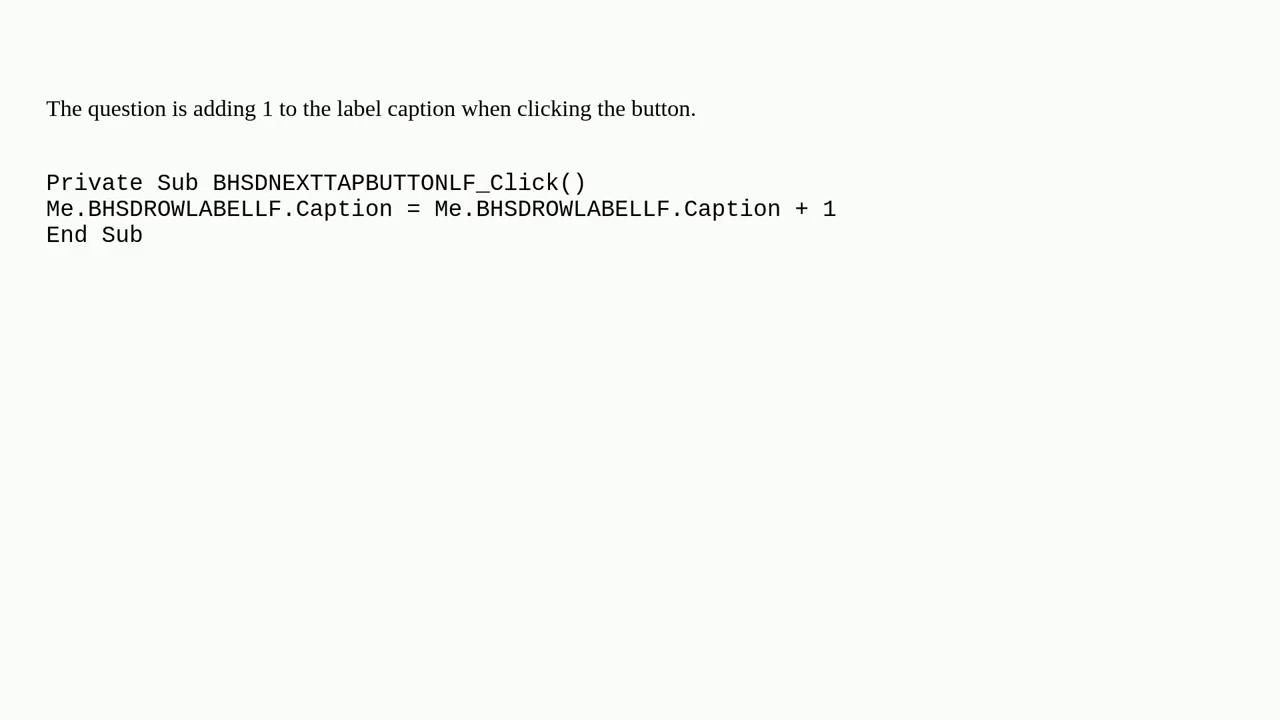 The question is adding 1 to the label caption when clicking the button.
Private Sub BHSDNEXTTAPBUTTONLF_Click()
Me.BHSDROWLABELLF.Caption = Me.BHSDROWLABELLF.Caption + 1
End Sub